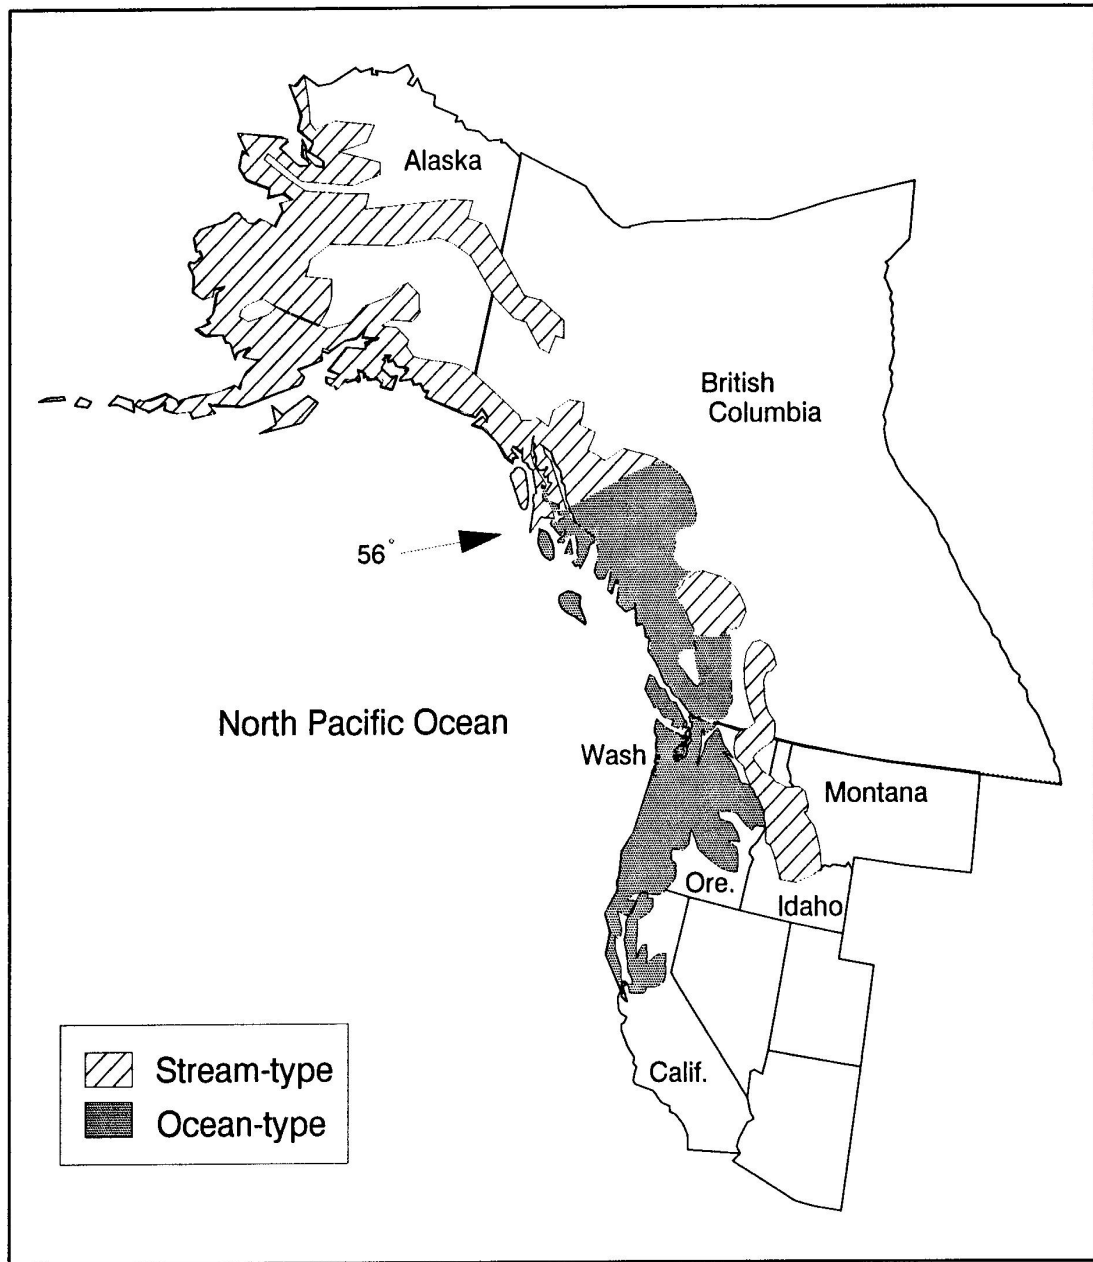 Alaska
British
Columbia
56°
North Pacific Ocean
Wash
Montana
Ore.
Idaho
Calif.
Stream-type
Ocean-type